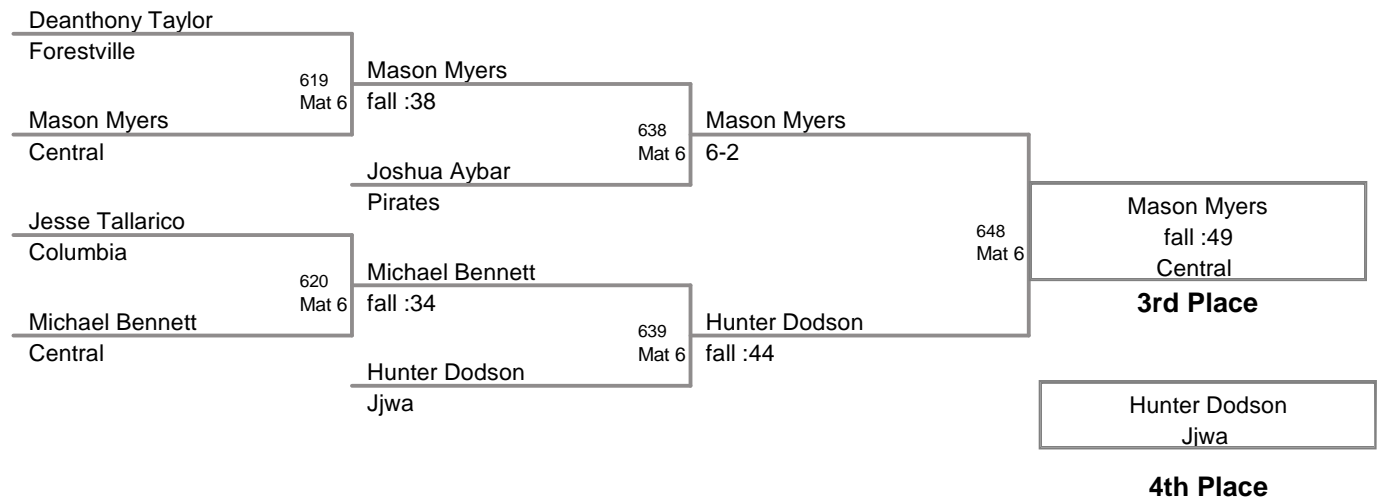 Deanthony Taylor
Forestville
619
Mat 6
Mason Myers
Central
Mason Myers
fall :38
638
Mat 6
Joshua Aybar
Pirates
Mason Myers
6-2
Jesse Tallarico
Columbia
620
Mat 6
Michael Bennett
Central
Michael Bennett
fall :34
639
Mat 6
Hunter Dodson
Jjwa
Hunter Dodson
fall :44
648
Mat 6
Mason Myers
fall :49
Central
3rd Place
Hunter Dodson
Jjwa
4th Place